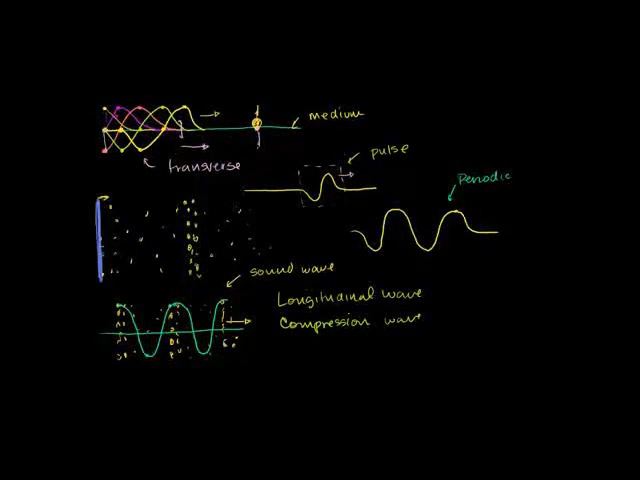 medium
pulse
transverse
Periodic
sound wave
Longitudinal wave
Compression wave